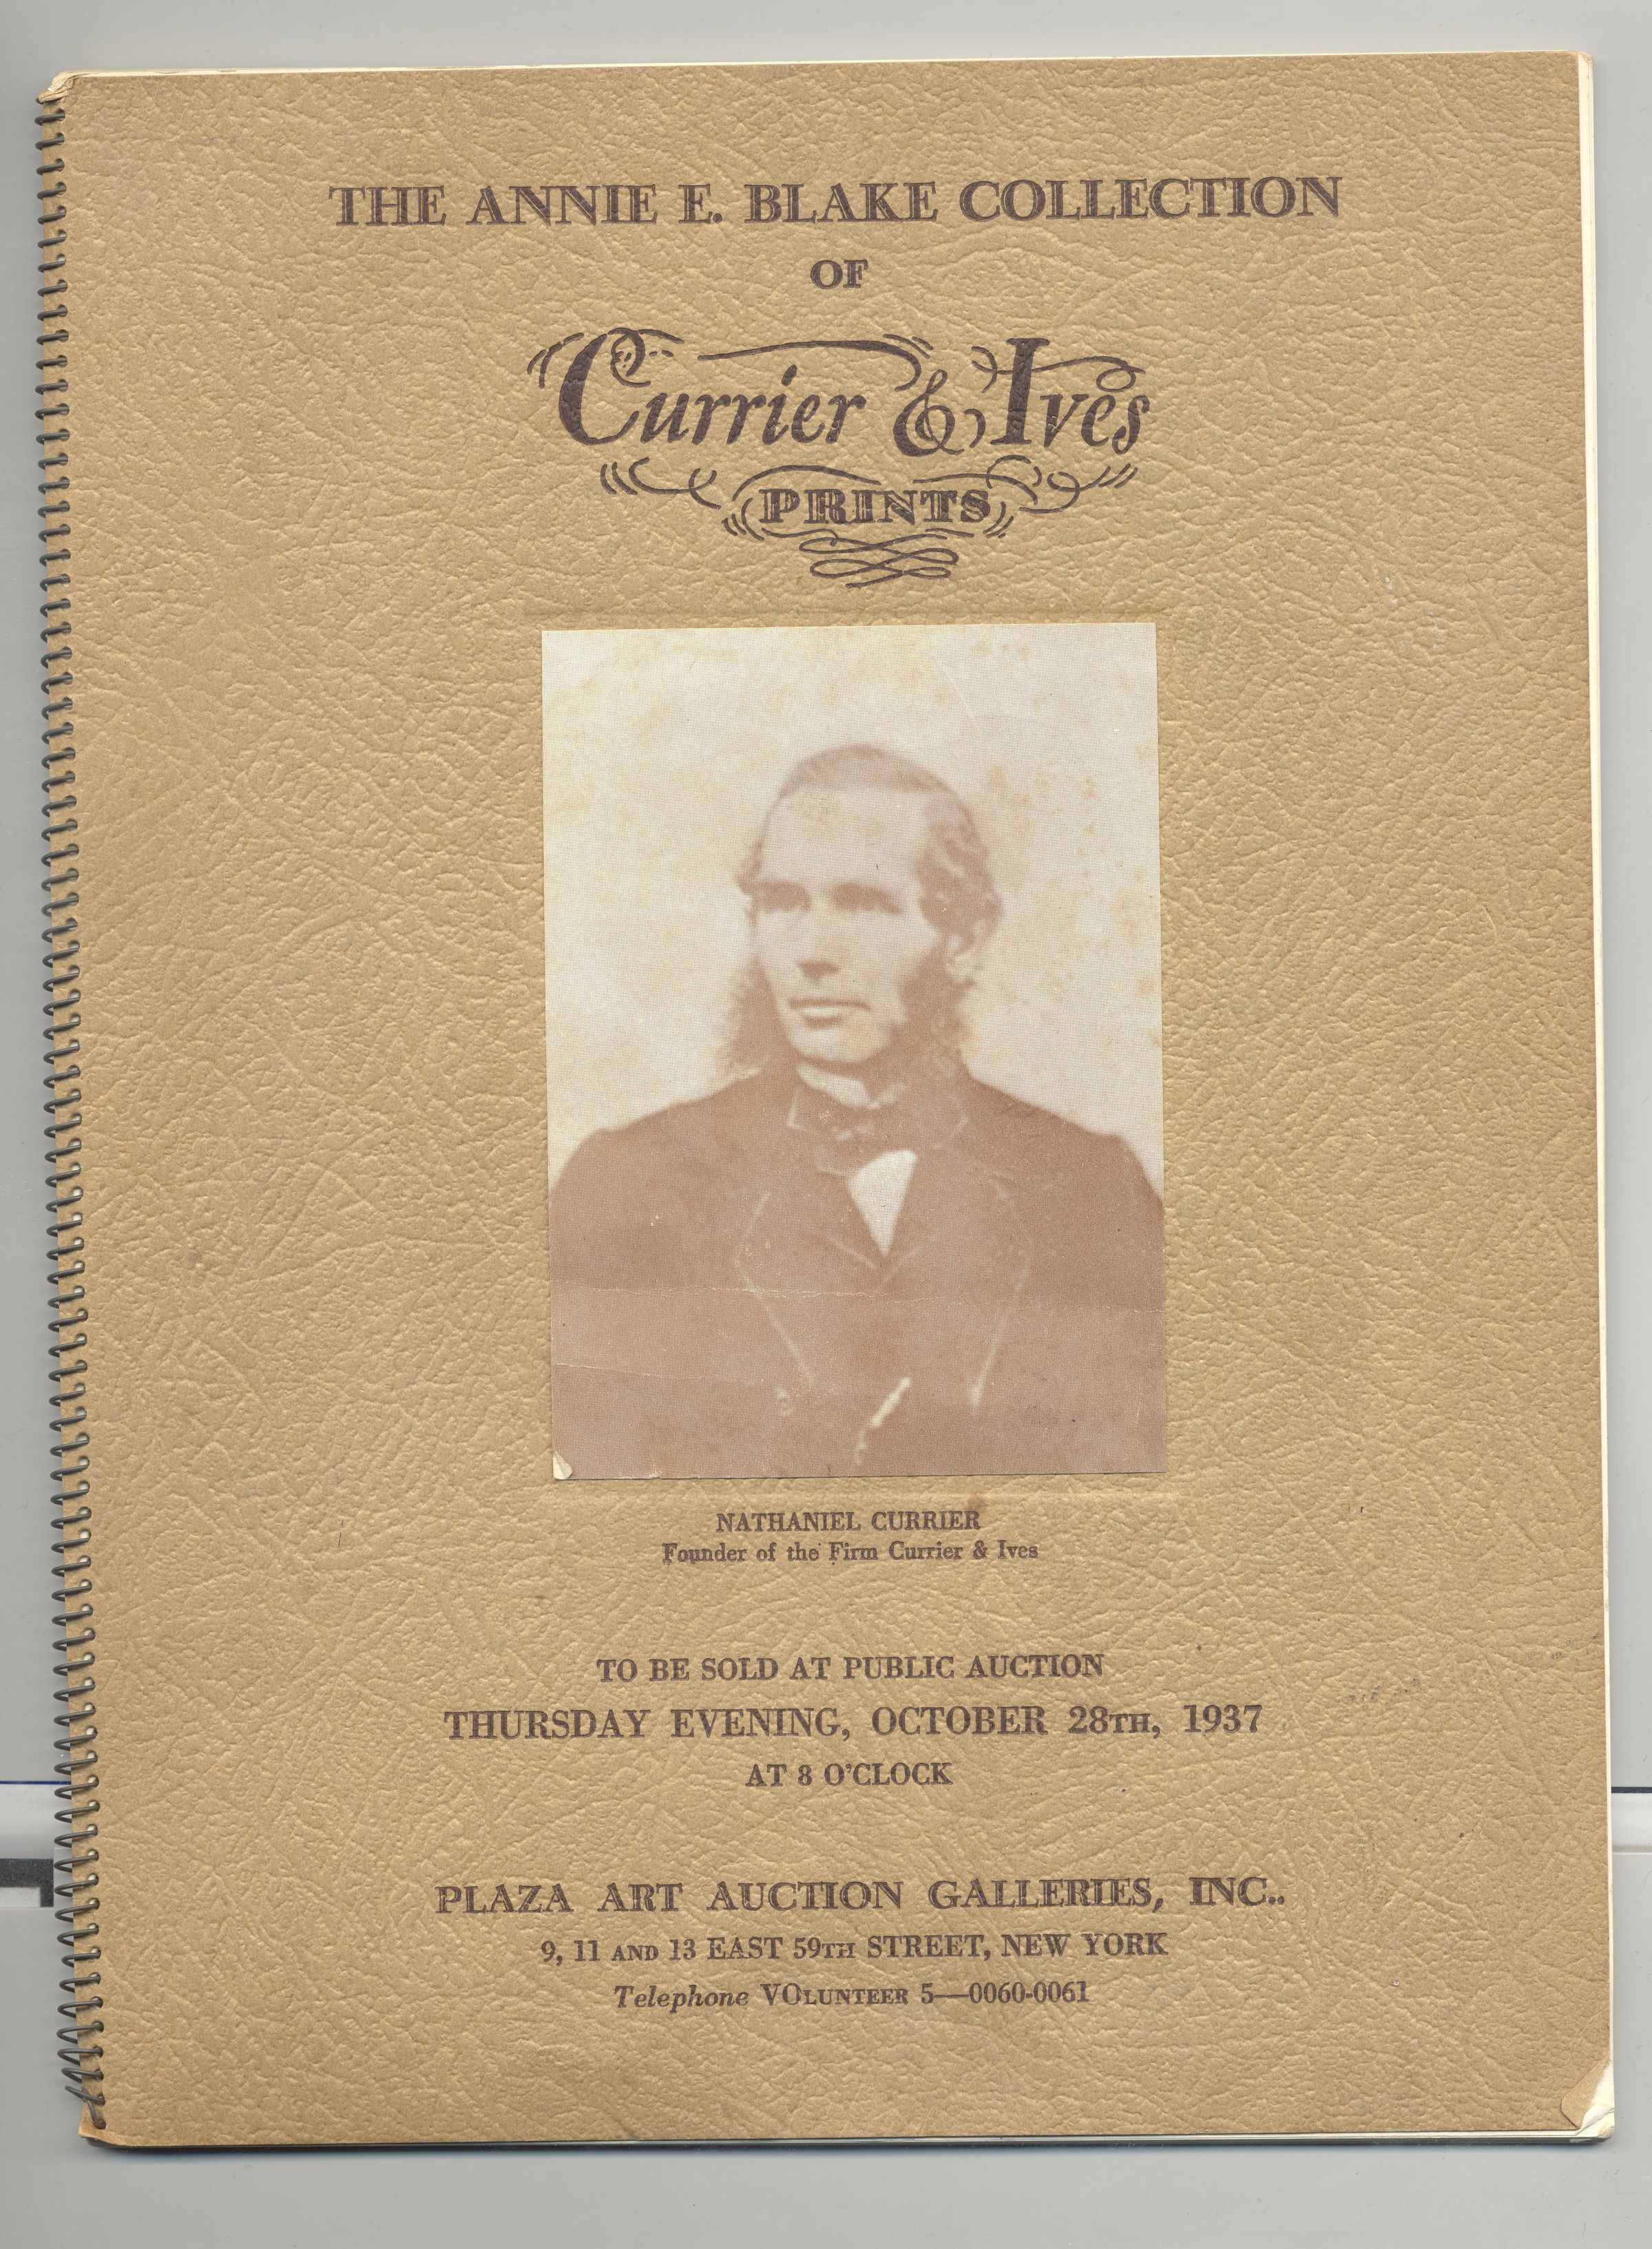 THE ANNIE E. BLAKE COLLECTION
OF
Currier & Ives
PRINTS
NATHANIEL CURRIER
Founder of the Firm Currier & Ives
TO BE SOLD AT PUBLIC AUCTION
THURSDAY EVENING, OCTOBER 28TH, 1937
AT 8 O'CLOCK
PLAZA ART AUCTION GALLERIES, INC..
9, 11 AND 13 EAST 59TH STREET, NEW YORK
Telephone VOLUNTEER 5—0060-0061